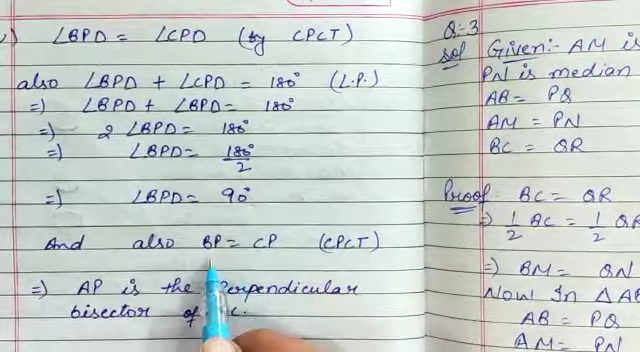 ∠BPD = ∠CPD (by CPCT)
also ∠BPD + ∠CPD = 180° (L.P.)
⇒ ∠BPD + ∠BPD = 180°
⇒ 2 ∠BPD = 180°
⇒ ∠BPD = 180°/2
⇒ ∠BPD = 90°
And also BP = CP (CPCT)
⇒ AP is the Perpendicular
bisector of
Q:-3
Sol Given:- AM is
PN is median
AB = PQ
AM = PN
BC = QR
Proof BC = QR
⇒ 1/2 BC = 1/2 QR
⇒ BM = QN
Now In △AB
AB = PQ
AM = PN